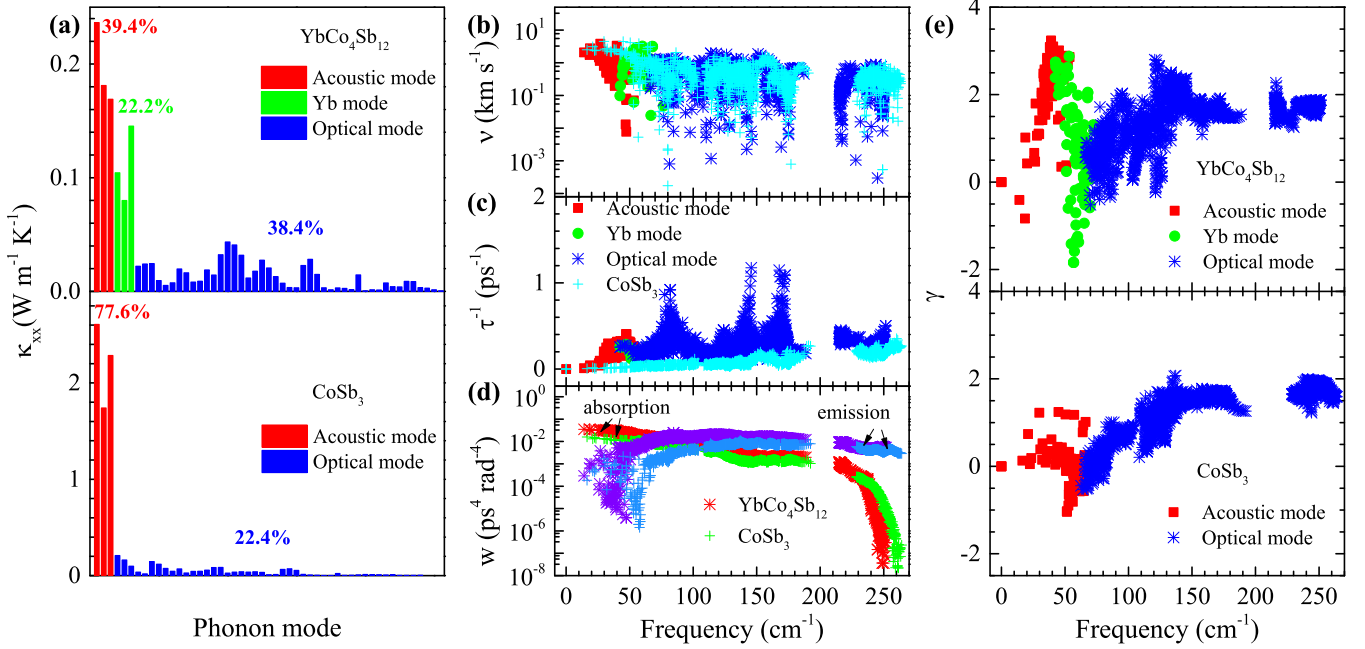 (a)
39.4%
YbCo₄Sb₁₂
Acoustic mode
Yb mode
Optical mode
22.2%
38.4%
0.2
0.1
0.0
κₓₓ(W m⁻¹ K⁻¹)
77.6%
CoSb₃
Acoustic mode
Optical mode
22.4%
2
1
0
Phonon mode
(b)
10¹
10⁻¹
10⁻³
ν (km s⁻¹)
(c)
2
2
1
0
τ⁻¹ (ps⁻¹)
Acoustic mode
Yb mode
Optical mode
CoSb₃
(d)
10⁰
10⁻²
10⁻⁴
10⁻⁶
10⁻⁸
w (ps⁴ rad⁻⁴)
absorption
emission
YbCo₄Sb₁₂
CoSb₃
0 50 100 150 200 250
Frequency (cm⁻¹)
(e)
4
2
0
-2
YbCo₄Sb₁₂
Acoustic mode
Yb mode
Optical mode
γ
4
2
0
-2
CoSb₃
Acoustic mode
Optical mode
0 50 100 150 200 250
Frequency (cm⁻¹)